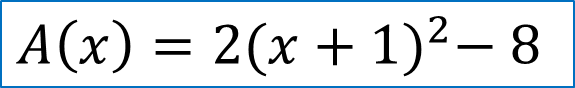 A(x) = 2(x + 1)² − 8